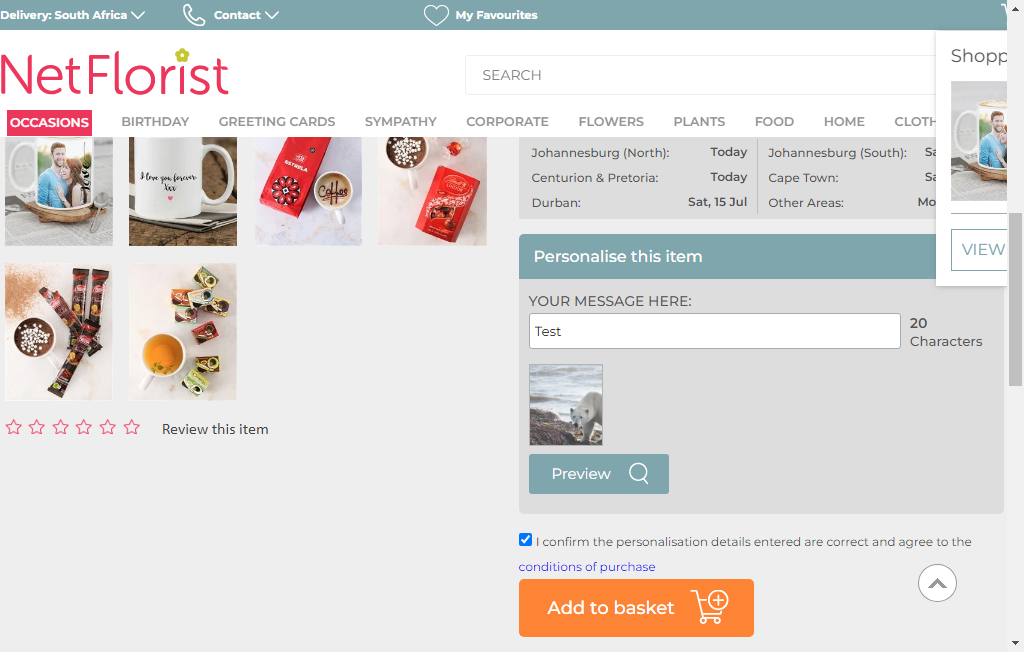 Delivery: South Africa
Contact
My Favourites
NetFlorist
SEARCH
Shopp
OCCASIONS
BIRTHDAY
GREETING CARDS
SYMPATHY
CORPORATE
FLOWERS
PLANTS
FOOD
HOME
CLOTH
I love you forever
xxx
Coffee
Lindt
LINDOR
Johannesburg (North): Today
Johannesburg (South): Sa
Centurion & Pretoria: Today
Cape Town: Sa
Durban: Sat, 15 Jul
Other Areas: Mo
VIEW
Personalise this item
YOUR MESSAGE HERE:
Test
20
Characters
Preview
Review this item
I confirm the personalisation details entered are correct and agree to the
conditions of purchase
Add to basket